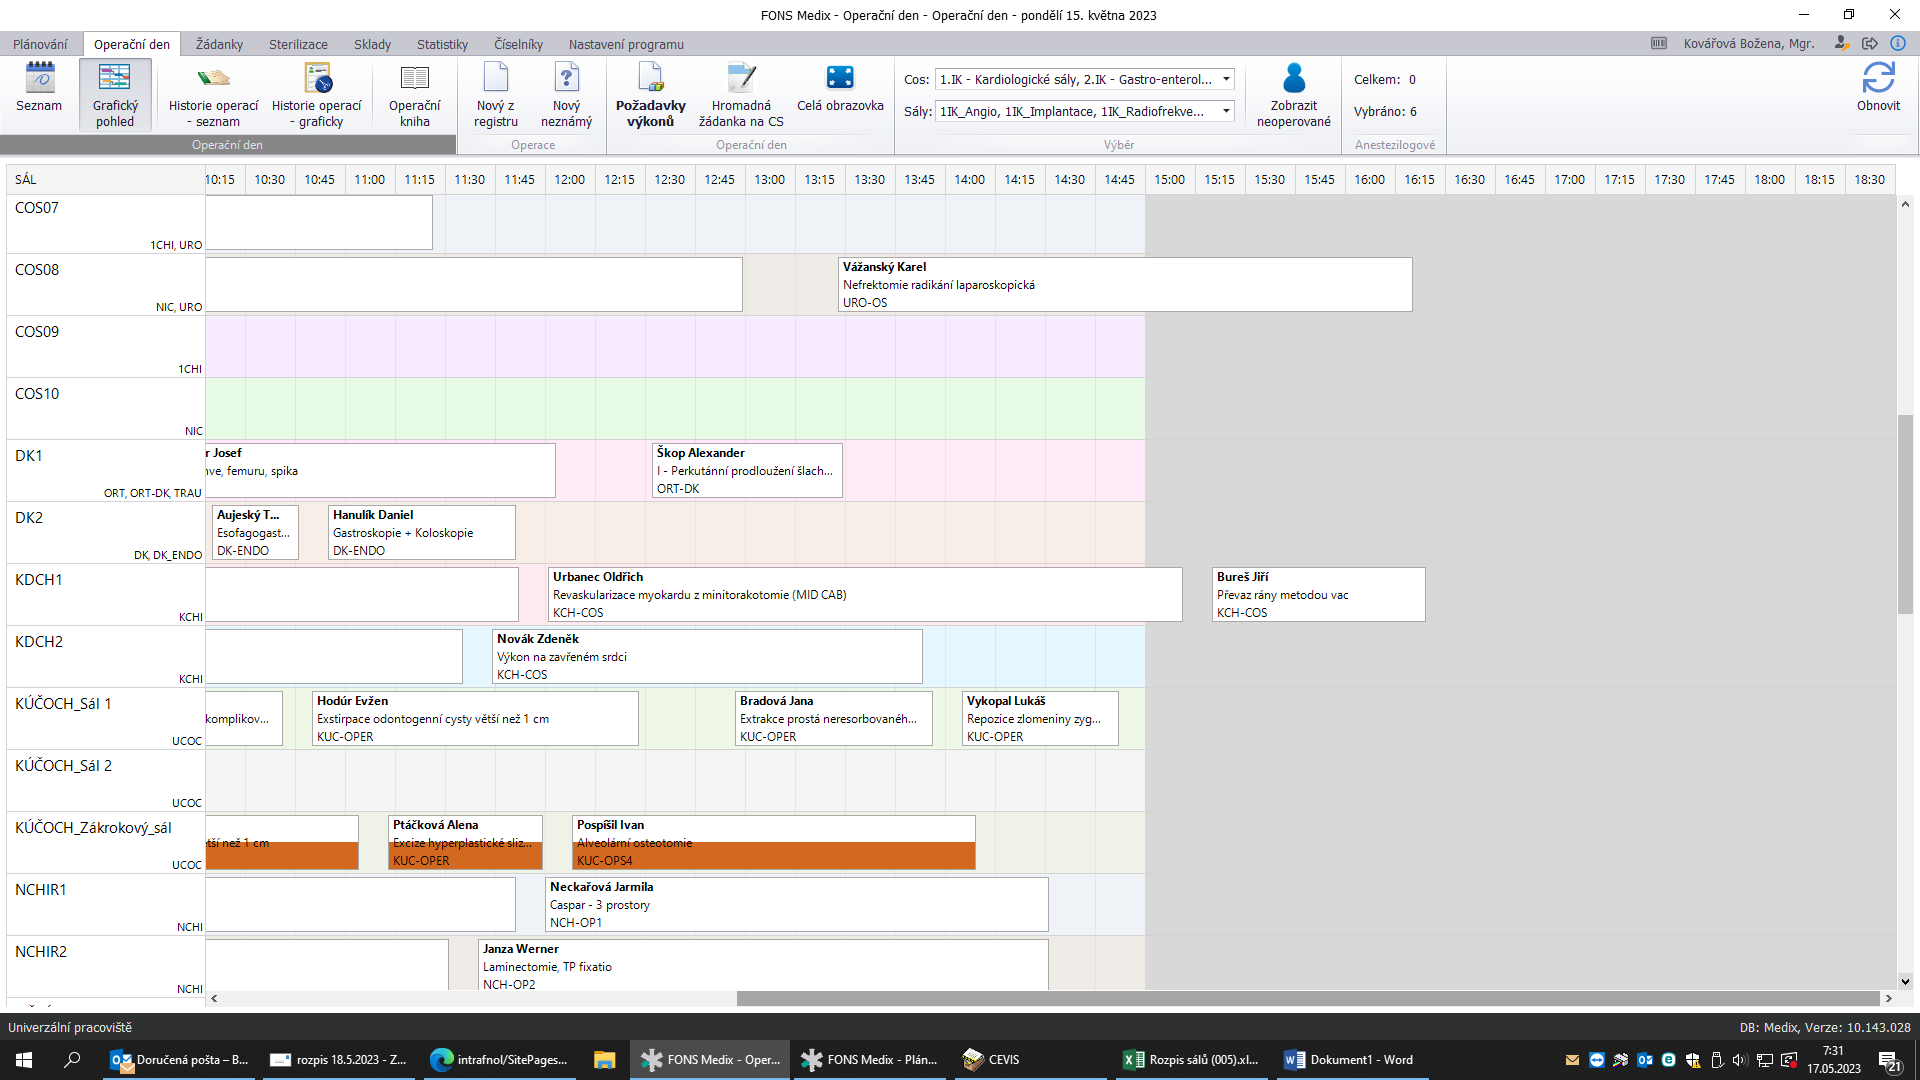 FONS Medix - Operační den - Operační den - pondělí 15. května 2023
Plánování Operační den Žádanky Sterilizace Sklady Statistiky Číselníky Nastavení programu Kovářová Božena, Mgr.
Seznam
Grafický pohled
Historie operací - seznam
Historie operací - graficky
Operační kniha
Operační den
Nový z registru
Nový neznámý
Operace
Požadavky výkonů
Hromadná žádanka na CS
Celá obrazovka
Operační den
Cos: 1.IK - Kardiologické sály, 2.IK - Gastro-enterol...
Sály: 1IK_Angio, 1IK_Implantace, 1IK_Radiofrekve...
Zobrazit neoperované
Výběr
Celkem: 0
Vybráno: 6
Anestezilogové
Obnovit
SÁL 10:15 10:30 10:45 11:00 11:15 11:30 11:45 12:00 12:15 12:30 12:45 13:00 13:15 13:30 13:45 14:00 14:15 14:30 14:45 15:00 15:15 15:30 15:45 16:00 16:15 16:30 16:45 17:00 17:15 17:30 17:45 18:00 18:15 18:30
COS07
1CHI, URO
COS08
NIC, URO
Vážanský Karel
Nefrektomie radikání laparoskopická
URO-OS
COS09
1CHI
COS10
NIC
DK1
ORT, ORT-DK, TRAU
r Josef
nve, femuru, spika
Škop Alexander
I - Perkutánní prodloužení šlach...
ORT-DK
DK2
DK, DK_ENDO
Aujeský T...
Esofagogast...
DK-ENDO
Hanulík Daniel
Gastroskopie + Koloskopie
DK-ENDO
KDCH1
KCHI
Urbanec Oldřich
Revaskularizace myokardu z minitorakotomie (MID CAB)
KCH-COS
Bureš Jiří
Převaz rány metodou vac
KCH-COS
KDCH2
KCHI
Novák Zdeněk
Výkon na zavřeném srdci
KCH-COS
KÚČOCH_Sál 1
UCOC
komplikov...
Hodúr Evžen
Exstirpace odontogenní cysty větší než 1 cm
KUC-OPER
Bradová Jana
Extrakce prostá neresorbovanéh...
KUC-OPER
Vykopal Lukáš
Repozice zlomeniny zyg...
KUC-OPER
KÚČOCH_Sál 2
UCOC
KÚČOCH_Zákrokový_sál
UCOC
ětší než 1 cm
Ptáčková Alena
Excize hyperplastické sliz...
KUC-OPER
Pospíšil Ivan
Alveolární osteotomie
KUC-OPS4
NCHIR1
NCHI
Neckařová Jarmila
Caspar - 3 prostory
NCH-OP1
NCHIR2
NCHI
Janza Werner
Laminectomie, TP fixatio
NCH-OP2
Univerzální pracoviště DB: Medix, Verze: 10.143.028
Doručená pošta – B... rozpis 18.5.2023 - Z... intrafnol/SitePages... FONS Medix - Oper... FONS Medix - Plán... CEVIS Rozpis sálů (005).xl... Dokument1 - Word
7:31
17.05.2023
21